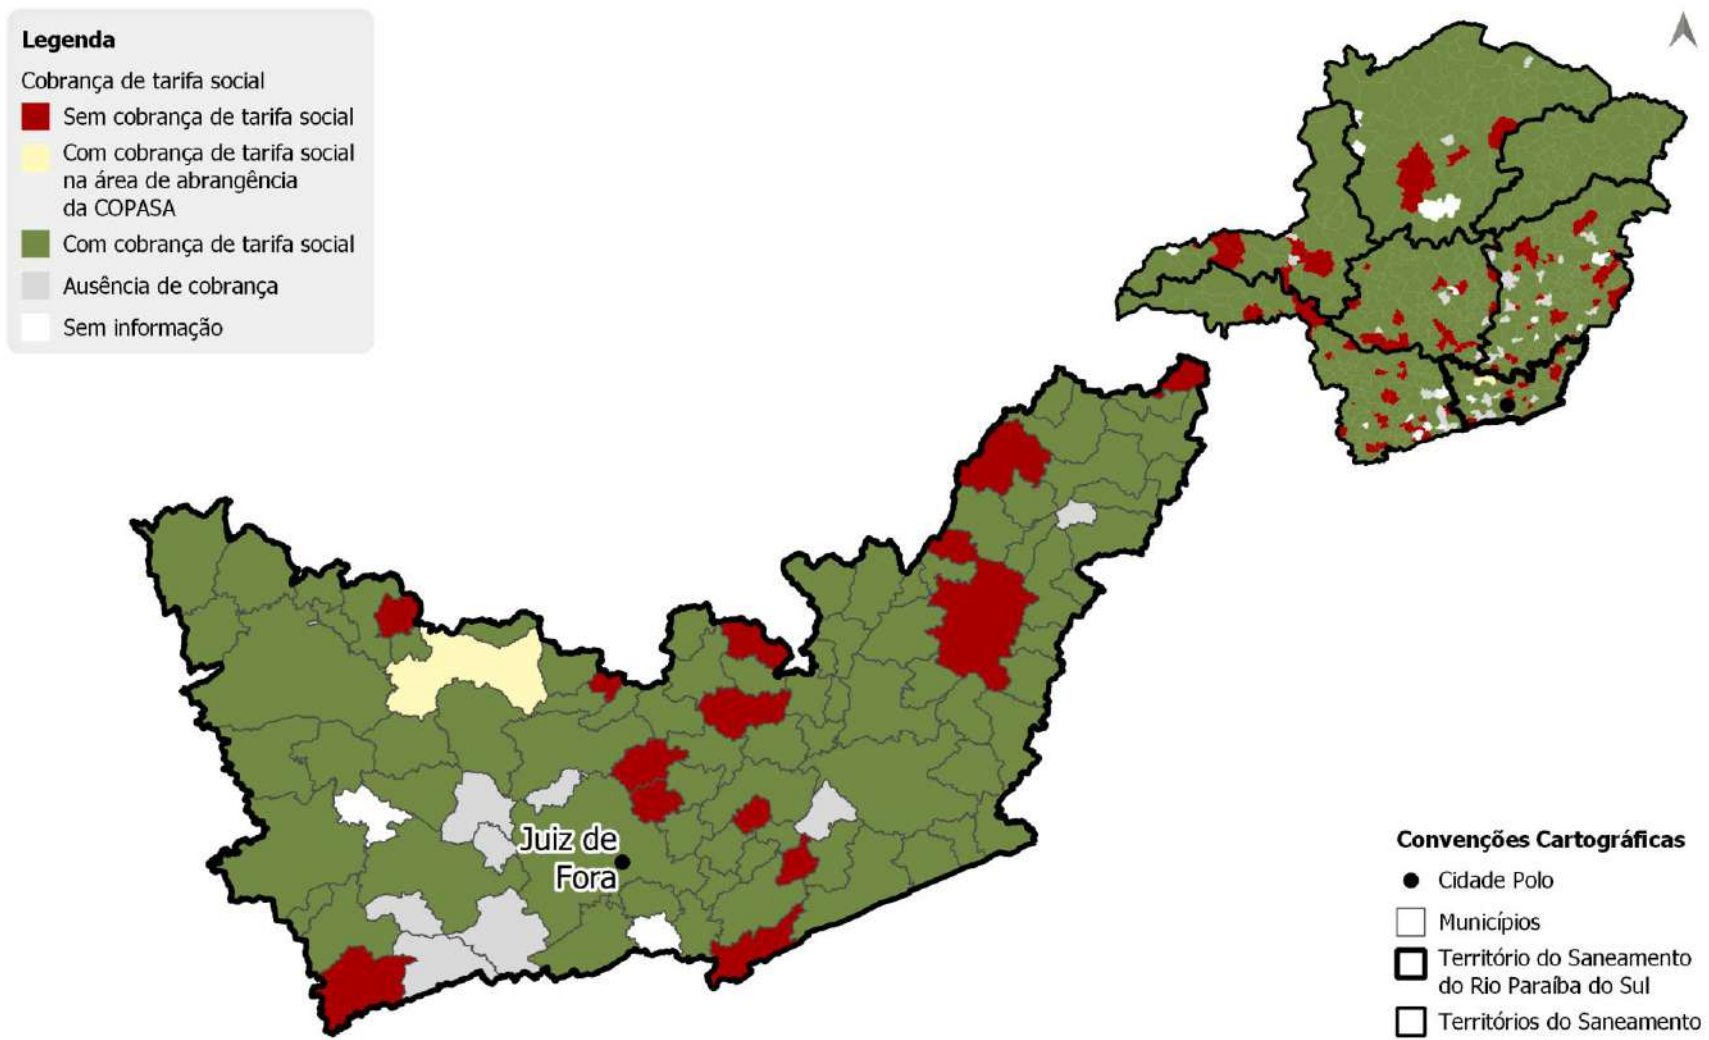 Legenda
Cobrança de tarifa social
Sem cobrança de tarifa social
Com cobrança de tarifa social
na área de abrangência
da COPASA
Com cobrança de tarifa social
Ausência de cobrança
Sem informação
Juiz de
Fora
Convenções Cartográficas
Cidade Polo
Municípios
Território do Saneamento
do Rio Paraíba do Sul
Territórios do Saneamento